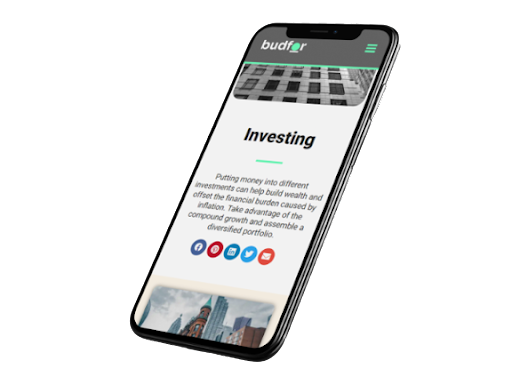 budfor
Investing
Putting money into different
investments can help build wealth and
offset the financial burden caused by
inflation. Take advantage of the
compound growth and assemble a
diversified portfolio.